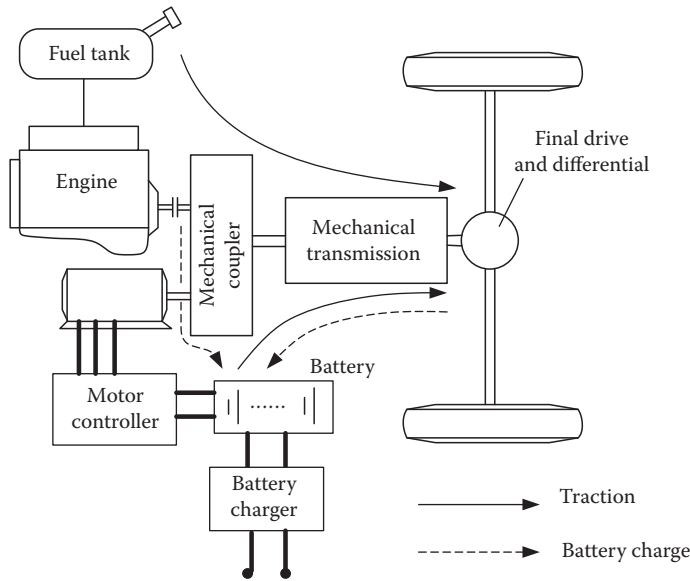 Fuel tank
Engine
Mechanical
coupler
Mechanical
transmission
Final drive
and differential
Motor
controller
Battery
Battery
charger
Traction
Battery charge